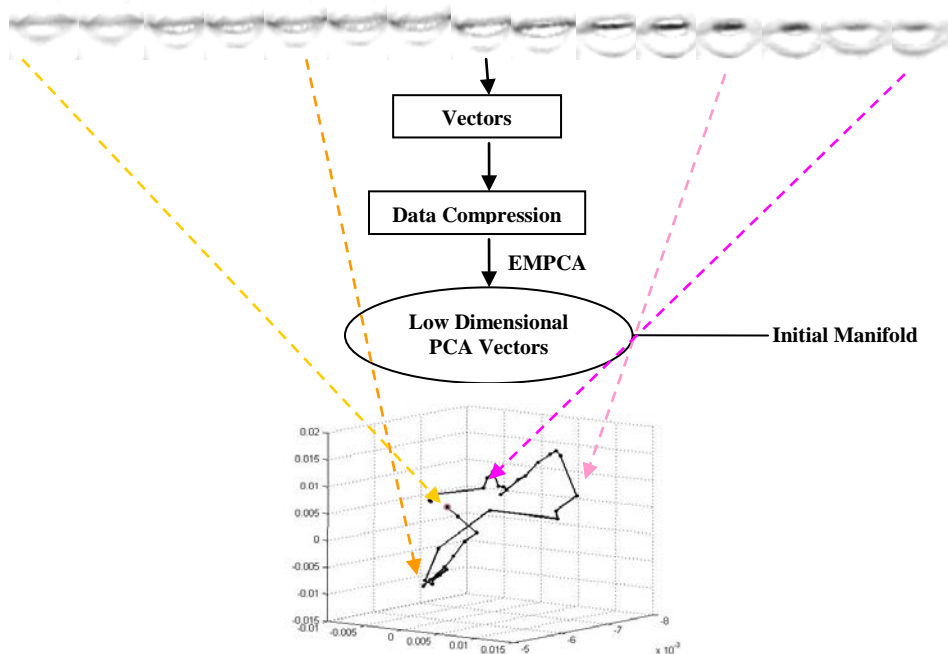 Vectors
Data Compression
EMPCA
Low Dimensional
PCA Vectors
Initial Manifold
0.02
0.015
0.01
0.005
0
-0.005
-0.01
-0.015
-0.01
-0.005
0
0.005
0.01
0.015
-5
-6
-7
-8
x 10⁻³